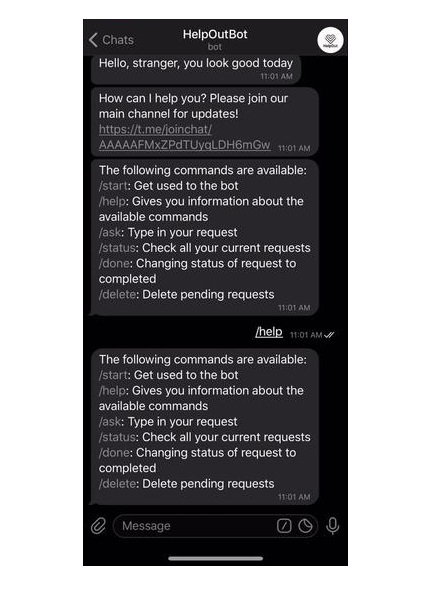 Chats
HelpOutBot
bot
HelpOut
Hello, stranger, you look good today
11:01 AM
How can I help you? Please join our
main channel for updates!
https://t.me/joinchat/
AAAAAFMxZPdTUyqLDH6mGw 11:01 AM
The following commands are available:
/start: Get used to the bot
/help: Gives you information about the
available commands
/ask: Type in your request
/status: Check all your current requests
/done: Changing status of request to
completed
/delete: Delete pending requests
11:01 AM
/help 11:01 AM
The following commands are available:
/start: Get used to the bot
/help: Gives you information about the
available commands
/ask: Type in your request
/status: Check all your current requests
/done: Changing status of request to
completed
/delete: Delete pending requests
11:01 AM
Message